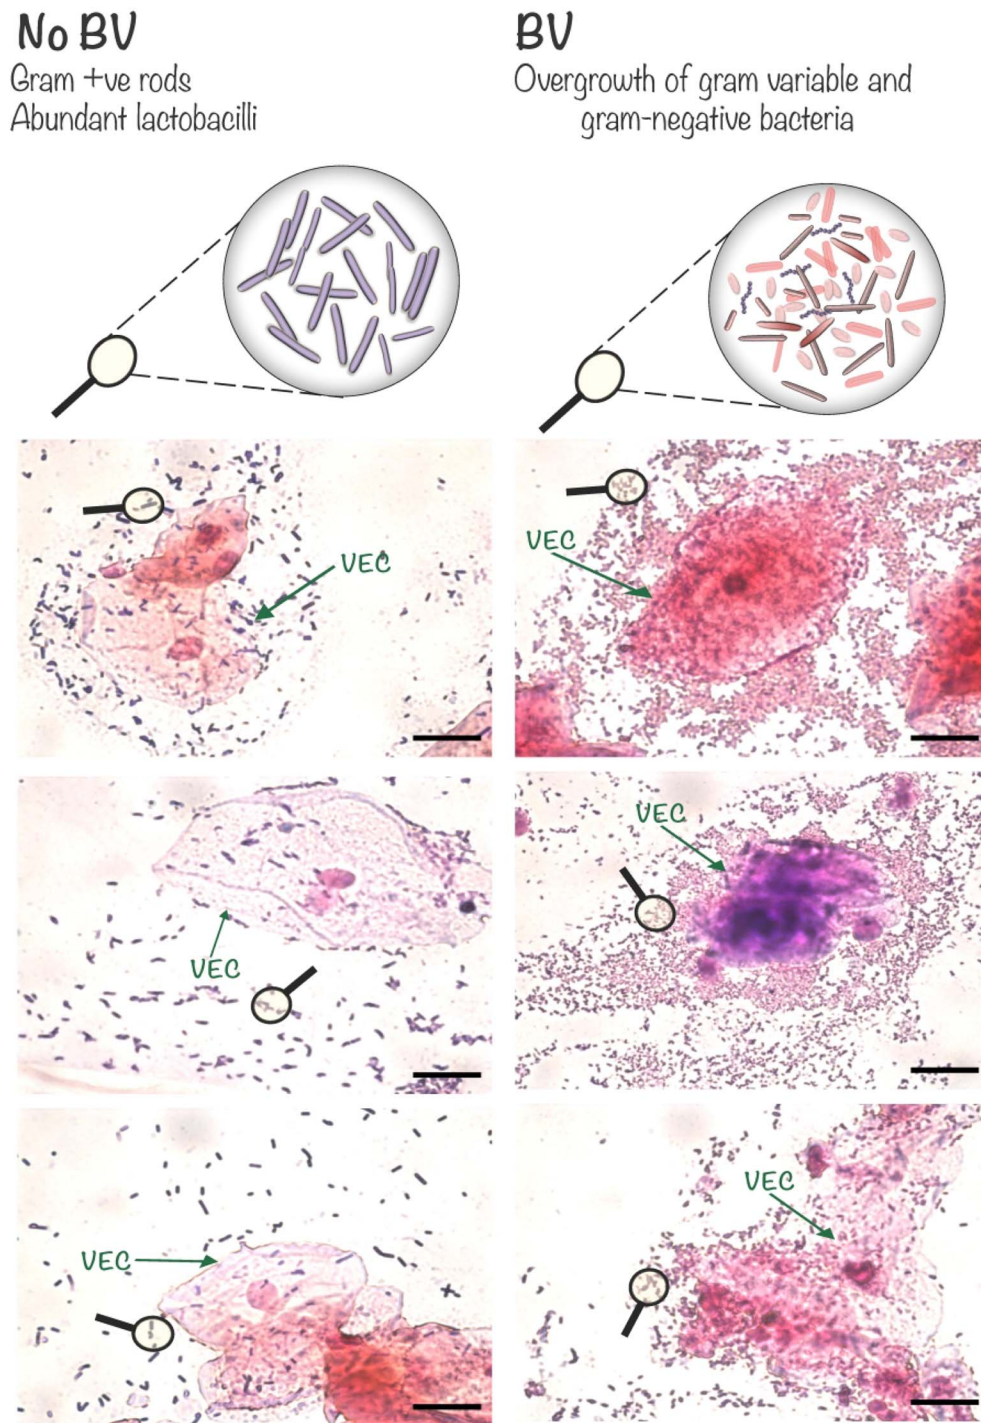 No BV
Gram +ve rods
Abundant lactobacilli
BV
Overgrowth of gram variable and
gram-negative bacteria
VEC
VEC
VEC
VEC
VEC
VEC